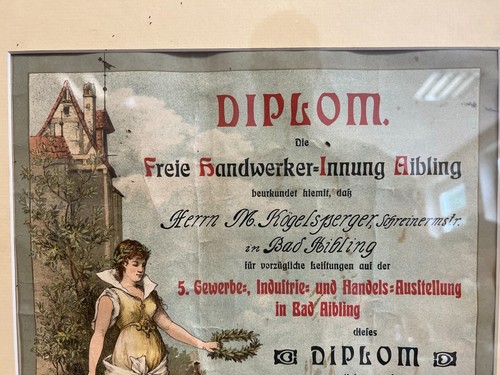 DIPLOM.
Die
Freie Handwerker=Innung Aibling
beurkundet hiemit, daß
Herrn M. Kögelsperger, Schreinermstr.
in Bad Aibling
für vorzügliche Leistungen auf der
5. Gewerbe=, Industrie= und Handels=Ausstellung
in Bad Aibling
dieses
DIPLOM